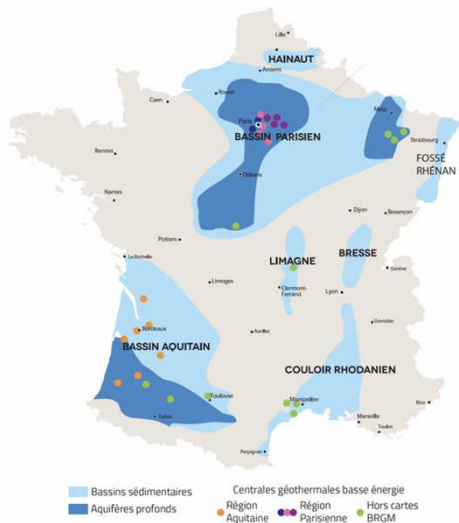 Lille
HAINAUT
Amiens
Rouen
Caen
Metz
Paris
BASSIN PARISIEN
Strasbourg
FOSSÉ
RHÉNAN
Rennes
Orléans
Nantes
Dijon
Besançon
Poitiers
LIMAGNE
BRESSE
La Rochelle
Genève
Limoges
Clermont-
Ferrand
Lyon
Bordeaux
Aurillac
Grenoble
BASSIN AQUITAIN
COULOIR RHODANIEN
Toulouse
Montpellier
Nice
Tarbes
Marseille
Toulon
Perpignan
Bassins sédimentaires
Aquifères profonds
Centrales géothermales basse énergie
Région
Aquitaine
Région
Parisienne
Hors cartes
BRGM